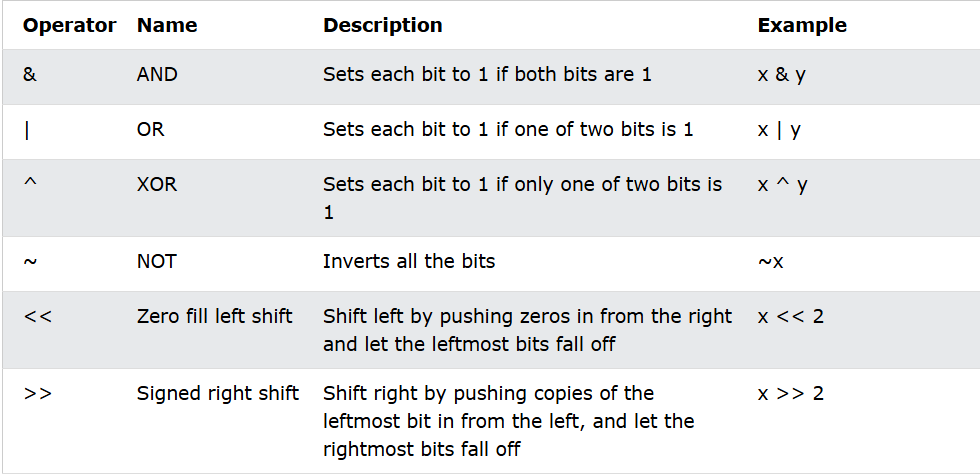 Operator Name Description Example
& AND Sets each bit to 1 if both bits are 1 x & y
| OR Sets each bit to 1 if one of two bits is 1 x | y
^ XOR Sets each bit to 1 if only one of two bits is x ^ y
1
~ NOT Inverts all the bits ~x
<< Zero fill left shift Shift left by pushing zeros in from the right x << 2
and let the leftmost bits fall off
>> Signed right shift Shift right by pushing copies of the x >> 2
leftmost bit in from the left, and let the
rightmost bits fall off